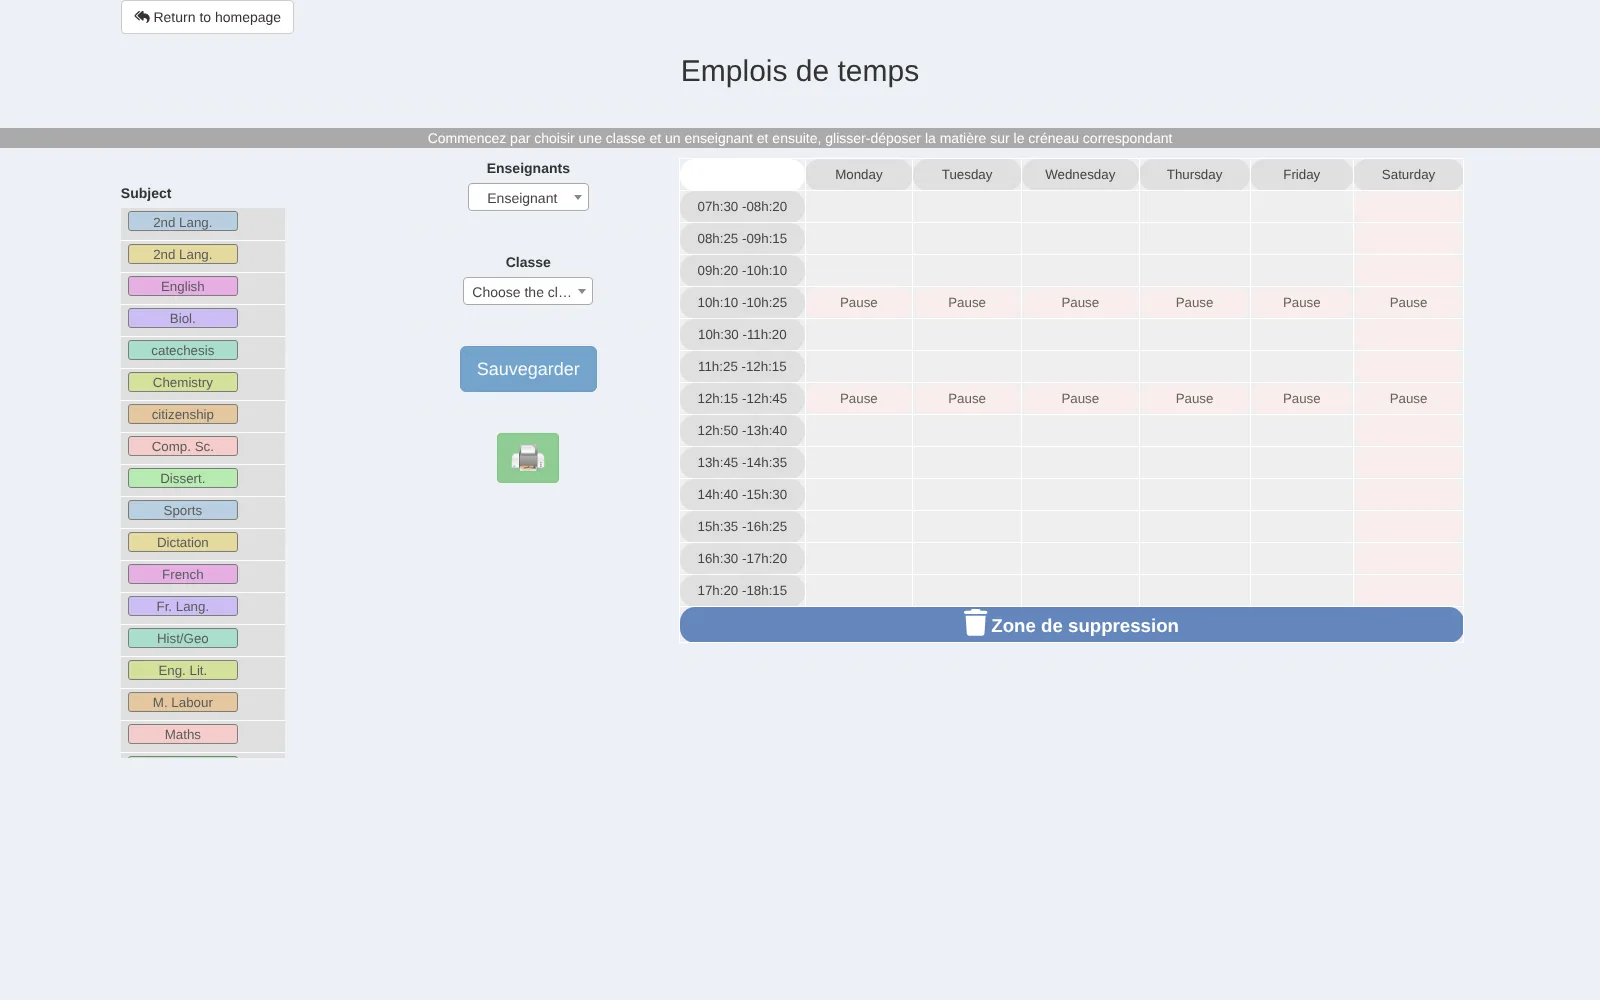 Return to homepage
Emplois de temps
Commencez par choisir une classe et un enseignant et ensuite, glisser-déposer la matière sur le créneau correspondant
Subject
2nd Lang.
2nd Lang.
English
Biol.
catechesis
Chemistry
citizenship
Comp. Sc.
Dissert.
Sports
Dictation
French
Fr. Lang.
Hist/Geo
Eng. Lit.
M. Labour
Maths
Enseignants
Enseignant
Classe
Choose the cl…
Sauvegarder
Monday Tuesday Wednesday Thursday Friday Saturday
07h:30 -08h:20
08h:25 -09h:15
09h:20 -10h:10
10h:10 -10h:25 Pause Pause Pause Pause Pause Pause
10h:30 -11h:20
11h:25 -12h:15
12h:15 -12h:45 Pause Pause Pause Pause Pause Pause
12h:50 -13h:40
13h:45 -14h:35
14h:40 -15h:30
15h:35 -16h:25
16h:30 -17h:20
17h:20 -18h:15
Zone de suppression